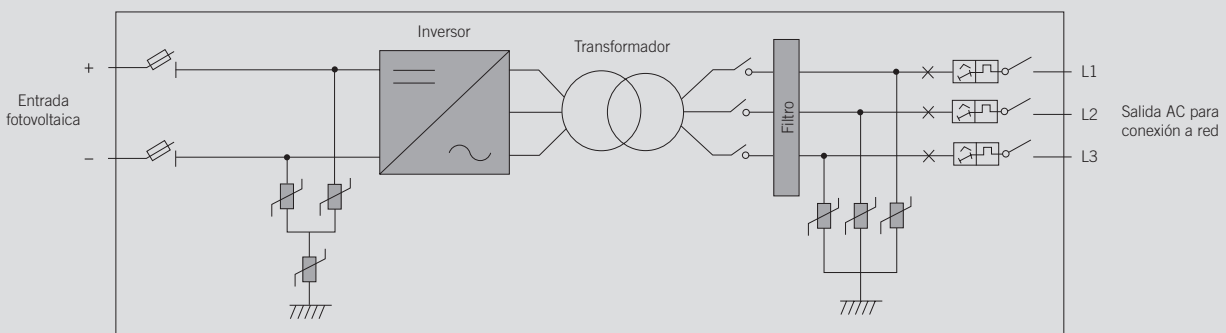 Inversor
Transformador
+
Entrada
fotovoltaica
–
Filtro
L1
L2
L3
Salida AC para
conexión a red